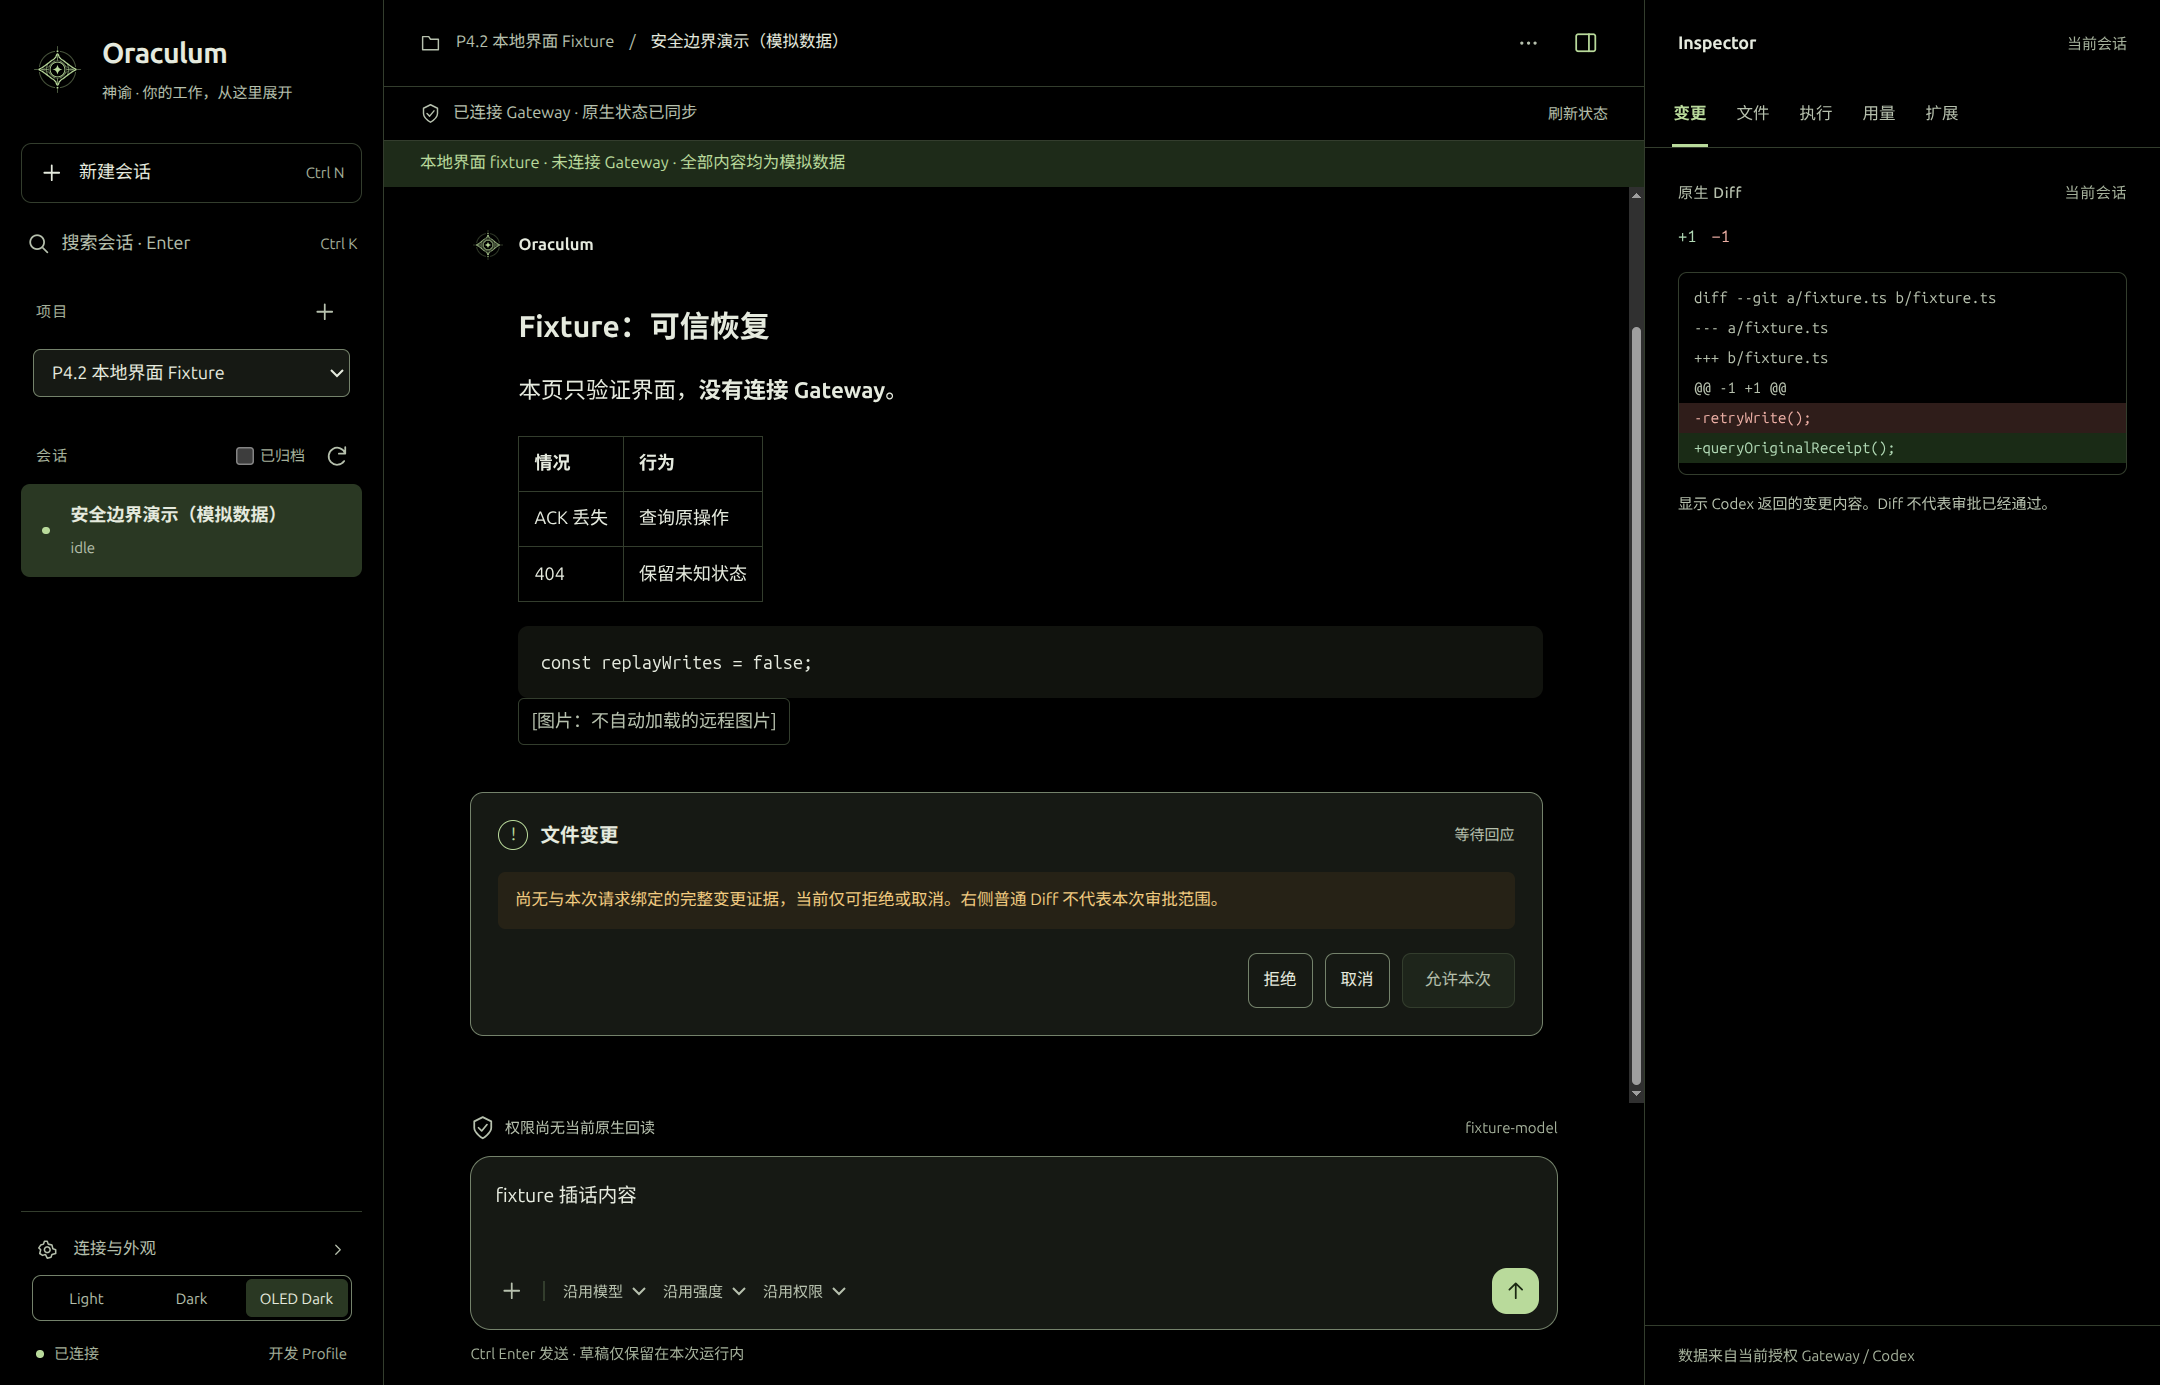 Oraculum
神谕 · 你的工作，从这里展开
新建会话 Ctrl N
搜索会话 · Enter Ctrl K
项目
P4.2 本地界面 Fixture
会话 已归档
安全边界演示（模拟数据）
idle
连接与外观
Light Dark OLED Dark
已连接 开发 Profile
P4.2 本地界面 Fixture / 安全边界演示（模拟数据）
已连接 Gateway · 原生状态已同步 刷新状态
本地界面 fixture · 未连接 Gateway · 全部内容均为模拟数据
Oraculum
Fixture：可信恢复
本页只验证界面，没有连接 Gateway。
情况 行为
ACK 丢失 查询原操作
404 保留未知状态
const replayWrites = false;
[图片：不自动加载的远程图片]
! 文件变更 等待回应
尚无与本次请求绑定的完整变更证据，当前仅可拒绝或取消。右侧普通 Diff 不代表本次审批范围。
拒绝 取消 允许本次
权限尚无当前原生回读 fixture-model
fixture 插话内容
沿用模型 沿用强度 沿用权限
Ctrl Enter 发送 · 草稿仅保留在本次运行内
Inspector 当前会话
变更 文件 执行 用量 扩展
原生 Diff 当前会话
+1 −1
diff --git a/fixture.ts b/fixture.ts
--- a/fixture.ts
+++ b/fixture.ts
@@ -1 +1 @@
-retryWrite();
+queryOriginalReceipt();
显示 Codex 返回的变更内容。Diff 不代表审批已经通过。
数据来自当前授权 Gateway / Codex